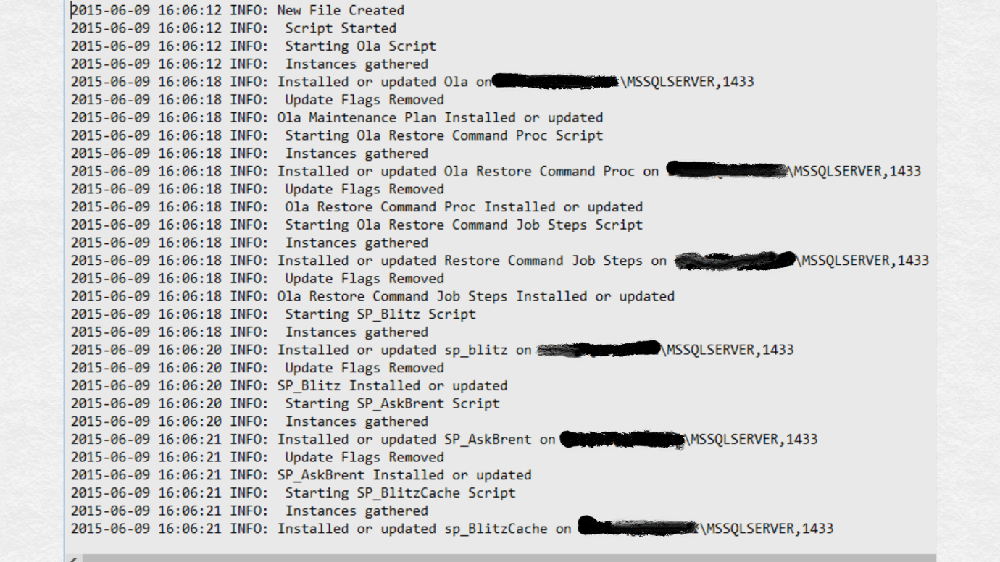 2015-06-09 16:06:12 INFO: New File Created
2015-06-09 16:06:12 INFO:  Script Started
2015-06-09 16:06:12 INFO:  Starting Ola Script
2015-06-09 16:06:12 INFO:  Instances gathered
2015-06-09 16:06:18 INFO: Installed or updated Ola on \MSSQLSERVER,1433
2015-06-09 16:06:18 INFO:  Update Flags Removed
2015-06-09 16:06:18 INFO: Ola Maintenance Plan Installed or updated
2015-06-09 16:06:18 INFO:  Starting Ola Restore Command Proc Script
2015-06-09 16:06:18 INFO:  Instances gathered
2015-06-09 16:06:18 INFO: Installed or updated Ola Restore Command Proc on \MSSQLSERVER,1433
2015-06-09 16:06:18 INFO:  Update Flags Removed
2015-06-09 16:06:18 INFO:  Ola Restore Command Proc Installed or updated
2015-06-09 16:06:18 INFO:  Starting Ola Restore Command Job Steps Script
2015-06-09 16:06:18 INFO:  Instances gathered
2015-06-09 16:06:18 INFO: Installed or updated Restore Command Job Steps on \MSSQLSERVER,1433
2015-06-09 16:06:18 INFO:  Update Flags Removed
2015-06-09 16:06:18 INFO: Ola Restore Command Job Steps Installed or updated
2015-06-09 16:06:18 INFO:  Starting SP_Blitz Script
2015-06-09 16:06:18 INFO:  Instances gathered
2015-06-09 16:06:20 INFO: Installed or updated sp_blitz on \MSSQLSERVER,1433
2015-06-09 16:06:20 INFO:  Update Flags Removed
2015-06-09 16:06:20 INFO: SP_Blitz Installed or updated
2015-06-09 16:06:20 INFO:  Starting SP_AskBrent Script
2015-06-09 16:06:20 INFO:  Instances gathered
2015-06-09 16:06:21 INFO: Installed or updated SP_AskBrent on \MSSQLSERVER,1433
2015-06-09 16:06:21 INFO:  Update Flags Removed
2015-06-09 16:06:21 INFO: SP_AskBrent Installed or updated
2015-06-09 16:06:21 INFO:  Starting SP_BlitzCache Script
2015-06-09 16:06:21 INFO:  Instances gathered
2015-06-09 16:06:21 INFO: Installed or updated sp_BlitzCache on \MSSQLSERVER,1433